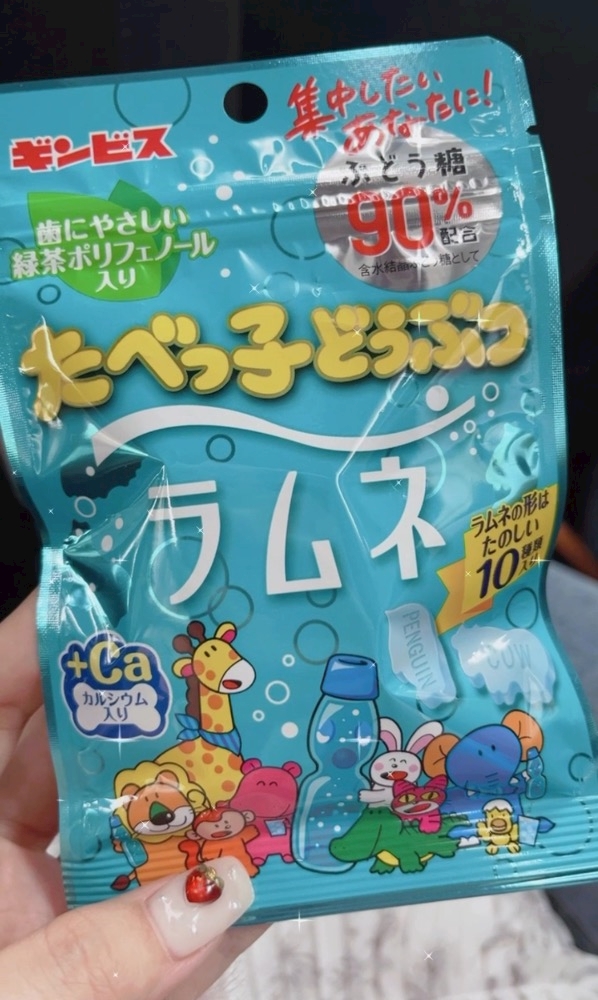 ギンビス
集中したい
あなたに!
ぶどう糖
90%
配合
含水結晶ぶどう糖として
歯にやさしい
緑茶ポリフェノール
入り
たべっ子どうぶつ
ラムネ
ラムネの形は
たのしい
10種類
入り
PENGUIN
COW
+Ca
カルシウム
入り